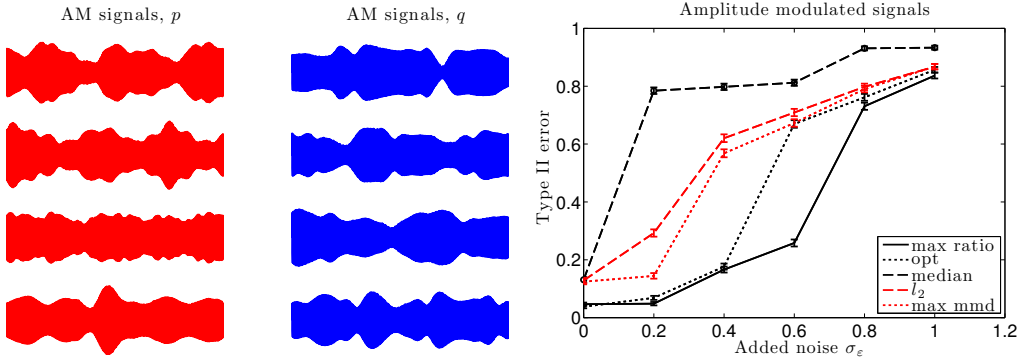 AM signals, p
AM signals, q
Amplitude modulated signals
Type II error
1
0.8
0.6
0.4
0.2
0
max ratio
opt
median
l₂
max mmd
0 0.2 0.4 0.6 0.8 1 1.2
Added noise σ_ε